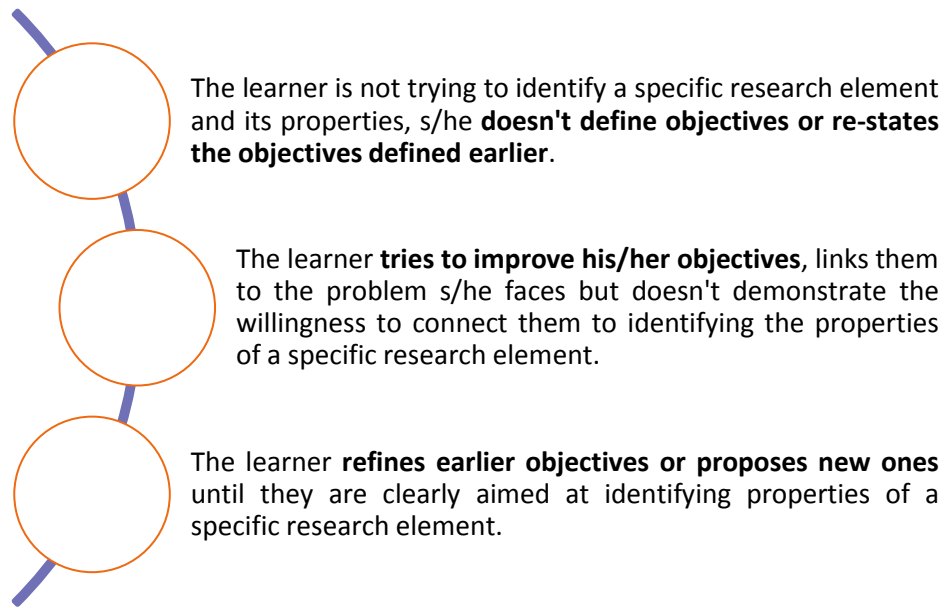 The learner is not trying to identify a specific research element
and its properties, s/he doesn't define objectives or re-states
the objectives defined earlier.
The learner tries to improve his/her objectives, links them
to the problem s/he faces but doesn't demonstrate the
willingness to connect them to identifying the properties
of a specific research element.
The learner refines earlier objectives or proposes new ones
until they are clearly aimed at identifying properties of a
specific research element.